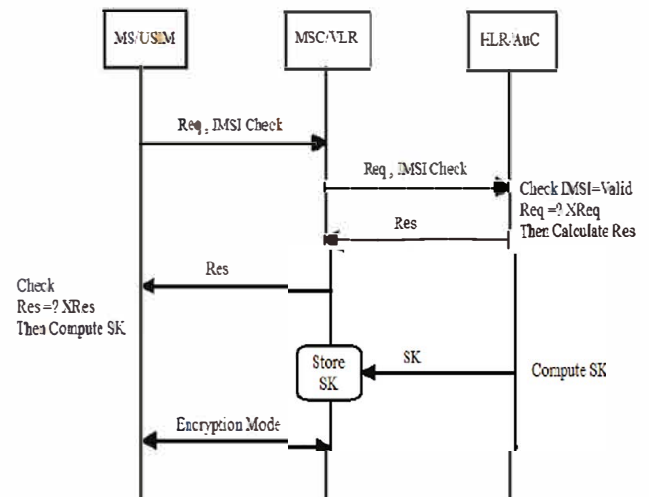 MS/USIM
MSC/VLR
HLR/AuC
Req , IMSI Check
Req , IMSI Check
Check IMSI=Valid
Req =? XReq
Then Calculate Res
Res
Res
Check
Res =? XRes
Then Compute SK
Store
SK
SK
Compute SK
Encryption Mode